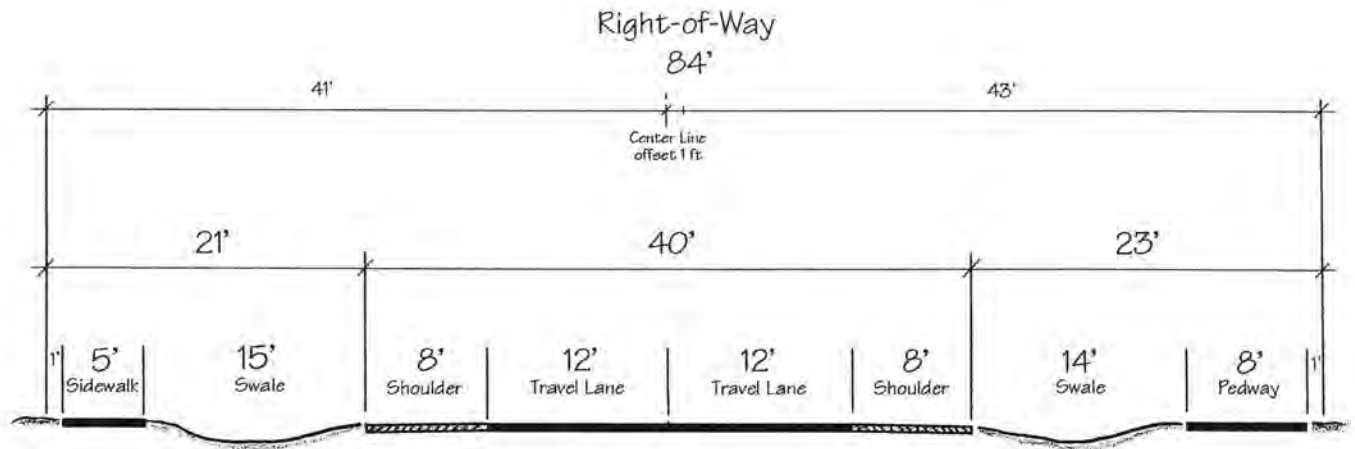 Right-of-Way
84'
41'
43'
Center Line
offset 1 ft
21'
40'
23'
1'
5'
15'
8'
12'
12'
8'
14'
8'
1'
Sidewalk
Swale
Shoulder
Travel Lane
Travel Lane
Shoulder
Swale
Pedway